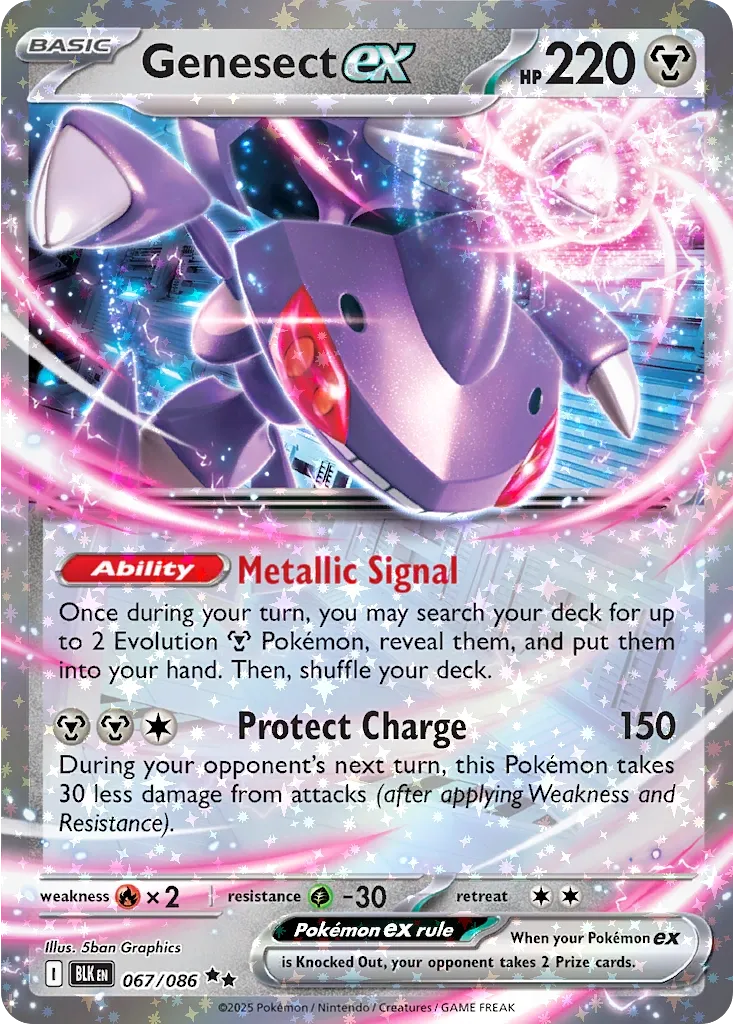 BASIC
Genesect ex
HP 220
Ability Metallic Signal
Once during your turn, you may search your deck for up
to 2 Evolution Pokémon, reveal them, and put them
into your hand. Then, shuffle your deck.
Protect Charge 150
During your opponent's next turn, this Pokémon takes
30 less damage from attacks (after applying Weakness and
Resistance).
weakness ×2 resistance -30 retreat
Pokémon ex rule
When your Pokémon ex
is Knocked Out, your opponent takes 2 Prize cards.
Illus. 5ban Graphics
I BLK EN 067/086
©2025 Pokémon / Nintendo / Creatures / GAME FREAK